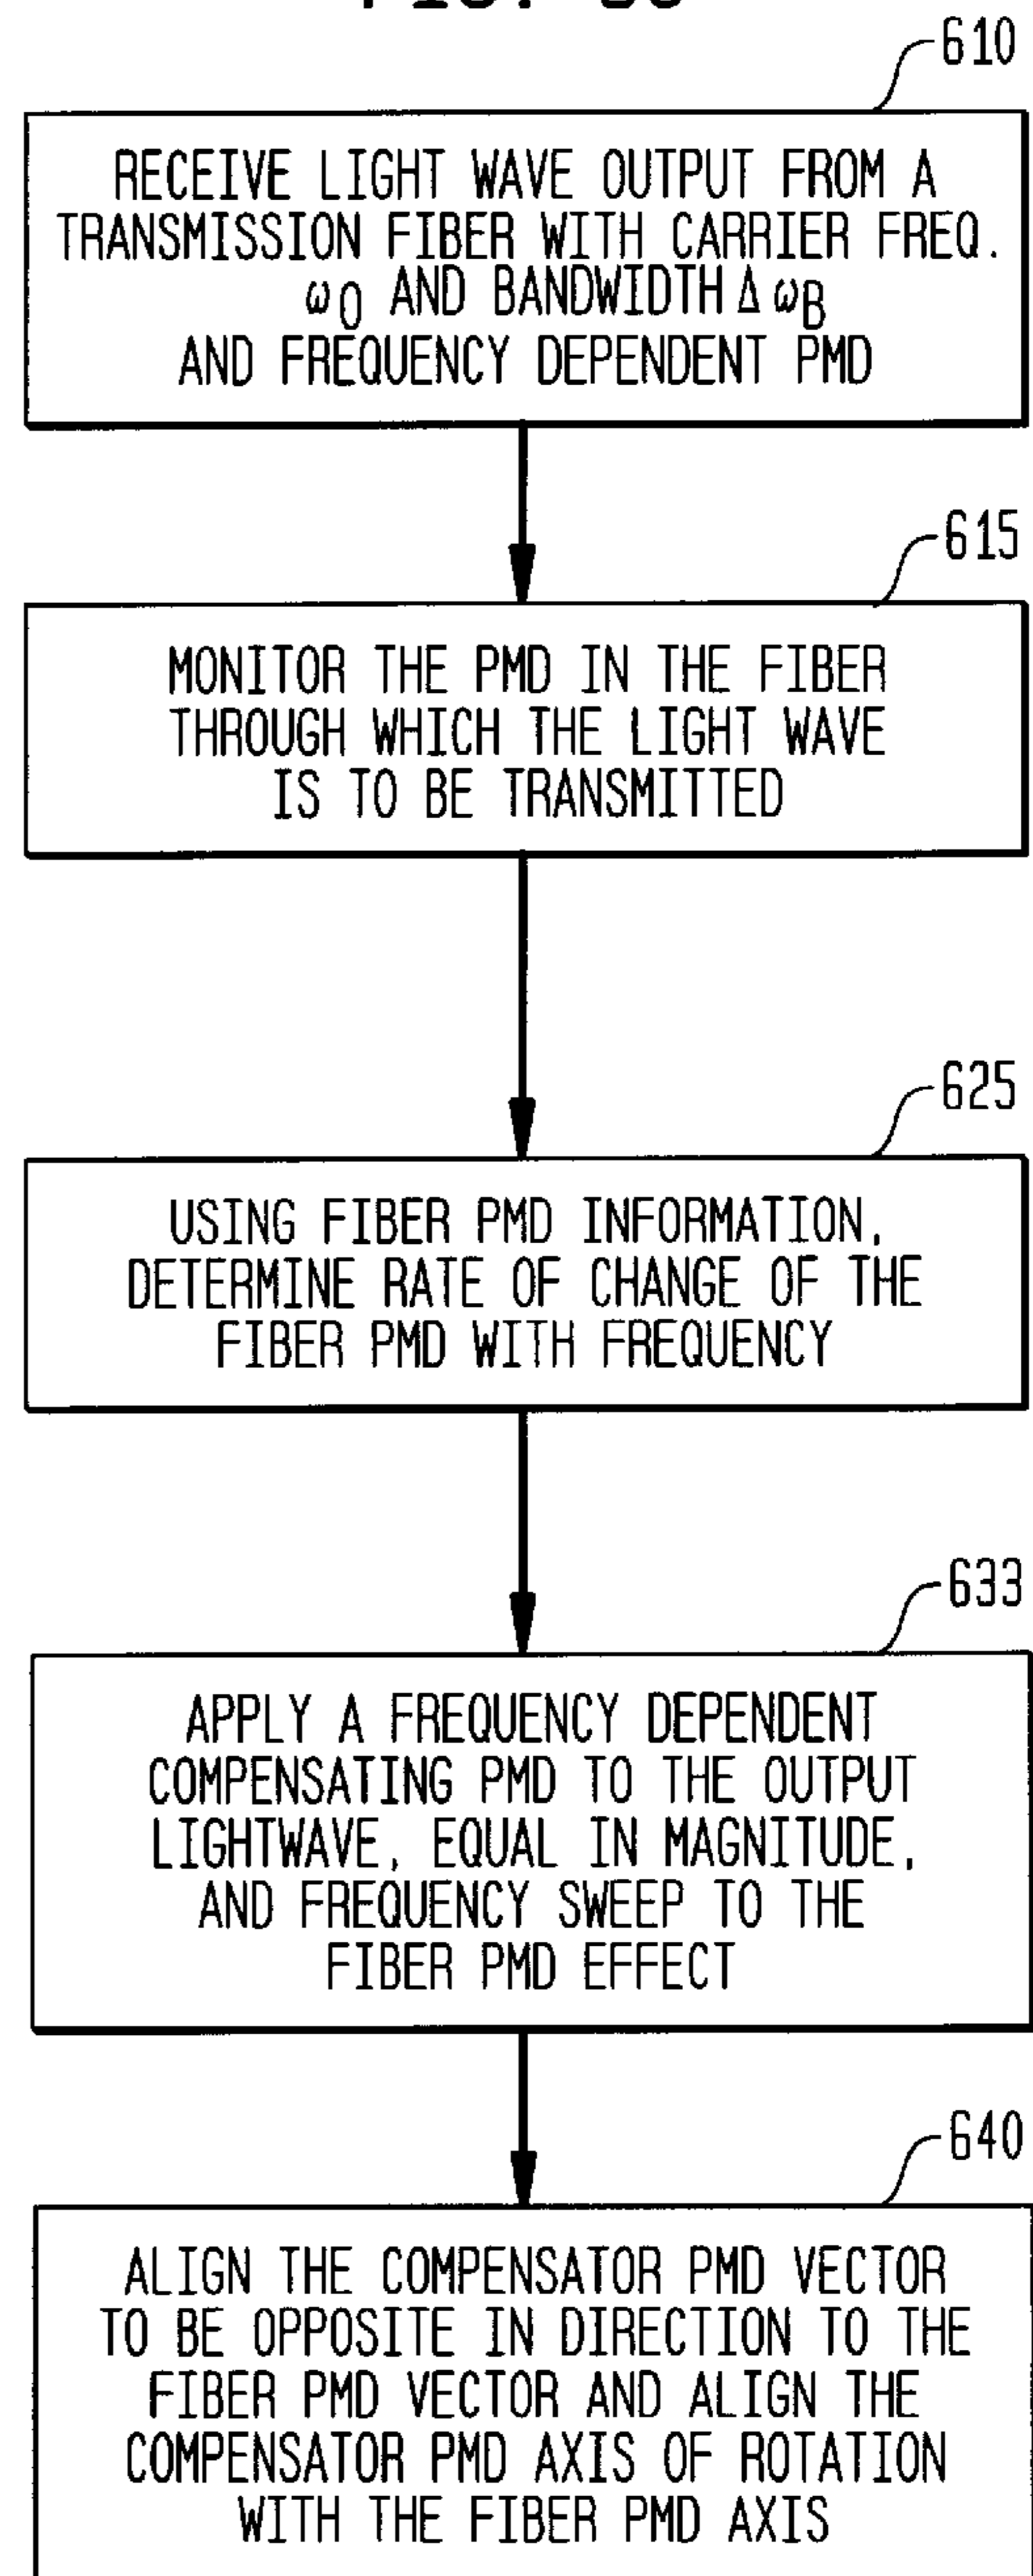 610
RECEIVE LIGHT WAVE OUTPUT FROM A
TRANSMISSION FIBER WITH CARRIER FREQ.
ω0 AND BANDWIDTH Δ ωB
AND FREQUENCY DEPENDENT PMD
615
MONITOR THE PMD IN THE FIBER
THROUGH WHICH THE LIGHT WAVE
IS TO BE TRANSMITTED
625
USING FIBER PMD INFORMATION,
DETERMINE RATE OF CHANGE OF THE
FIBER PMD WITH FREQUENCY
633
APPLY A FREQUENCY DEPENDENT
COMPENSATING PMD TO THE OUTPUT
LIGHTWAVE, EQUAL IN MAGNITUDE,
AND FREQUENCY SWEEP TO THE
FIBER PMD EFFECT
640
ALIGN THE COMPENSATOR PMD VECTOR
TO BE OPPOSITE IN DIRECTION TO THE
FIBER PMD VECTOR AND ALIGN THE
COMPENSATOR PMD AXIS OF ROTATION
WITH THE FIBER PMD AXIS